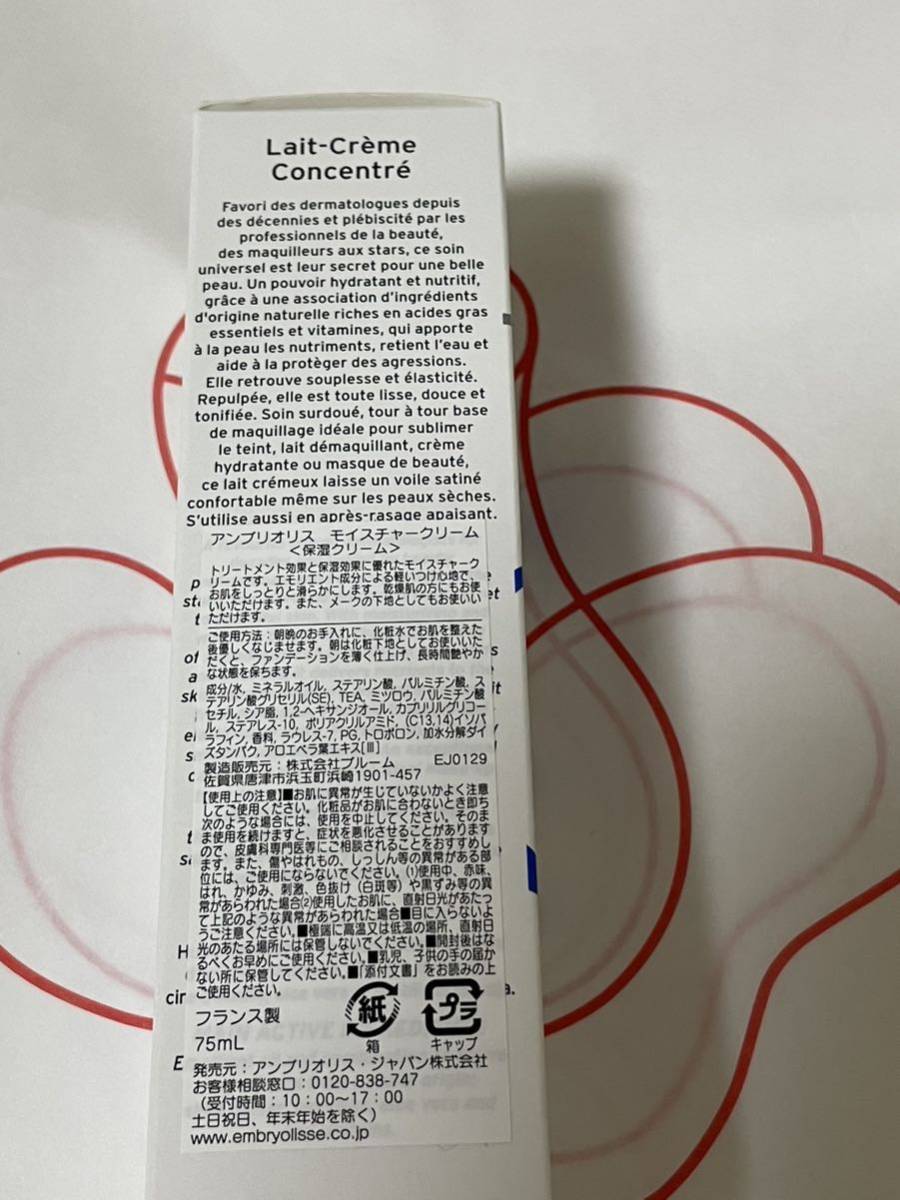 Lait-Crème
Concentré
Favori des dermatologues depuis
des décennies et plébiscité par les
professionnels de la beauté,
des maquilleurs aux stars, ce soin
universel est leur secret pour une belle
peau. Un pouvoir hydratant et nutritif,
grâce à une association d'ingrédients
d'origine naturelle riches en acides gras
essentiels et vitamines, qui apporte
à la peau les nutriments, retient l'eau et
aide à la protèger des agressions.
Elle retrouve souplesse et élasticité.
Repulpée, elle est toute lisse, douce et
tonifiée. Soin surdoué, tour à tour base
de maquillage idéale pour sublimer
le teint, lait démaquillant, crème
hydratante ou masque de beauté,
ce lait crémeux laisse un voile satiné
confortable même sur les peaux sèches.
S'utilise aussi en après-rasage apaisant.
アンブリオリス モイスチャークリーム
<保湿クリーム>
トリートメント効果と保湿効果に優れたモイスチャーク
リームです。エモリエント成分による軽いつけ心地で、
お肌をしっとりと滑らかにします。乾燥肌の方にもお使
いいただけます。また、メークの下地としてもお使いい
ただけます。
ご使用方法：朝晩のお手入れに、化粧水でお肌を整えた
後優しくなじませます。朝は化粧下地としてお使いいた
だくと、ファンデーションを薄く仕上げ、長時間艶やか
な状態を保ちます。
成分/水, ミネラルオイル, ステアリン酸, パルミチン酸, ス
テアリン酸グリセリル(SE), TEA, ミツロウ, パルミチン酸
セチル, シア脂, 1,2-ヘキサンジオール, カプリリルグリコー
ル, ステアレス-10, ポリアクリルアミド, (C13,14)イソパ
ラフィン, 香料, ラウレス-7, PG, トロポロン, 加水分解ダイ
ズタンパク, アロエベラ葉エキス[Ⅲ]
製造販売元：株式会社プルーム EJ0129
佐賀県唐津市浜玉町浜崎1901-457
【使用上の注意】■お肌に異常が生じていないかよく注意
してご使用ください。化粧品がお肌に合わないとき即ち
次のような場合には、使用を中止してください。そのま
ま使用を続けますと、症状を悪化させることがあります
ので、皮膚科専門医等にご相談されることをおすすめし
ます。また、傷やはれもの、しっしん等の異常がある部
位には、ご使用にならないでください。(1)使用中、赤味、
はれ、かゆみ、刺激、色抜け（白斑等）や黒ずみ等の異
常があらわれた場合(2)使用したお肌に、直射日光があたっ
て上記のような異常があらわれた場合■目に入らないよ
うご注意ください。■極端に高温又は低温の場所、直射日
光のあたる場所には保管しないでください。■開封後はな
るべくお早めにご使用ください。■乳児、子供の手の届か
ない所に保管してください。■「添付文書」をお読みの上
ご使用ください。
フランス製
75mL
紙
箱
プラ
キャップ
発売元：アンブリオリス・ジャパン株式会社
お客様相談窓口：0120-838-747
（受付時間：10：00～17：00
土日祝日、年末年始を除く）
www.embryolisse.co.jp